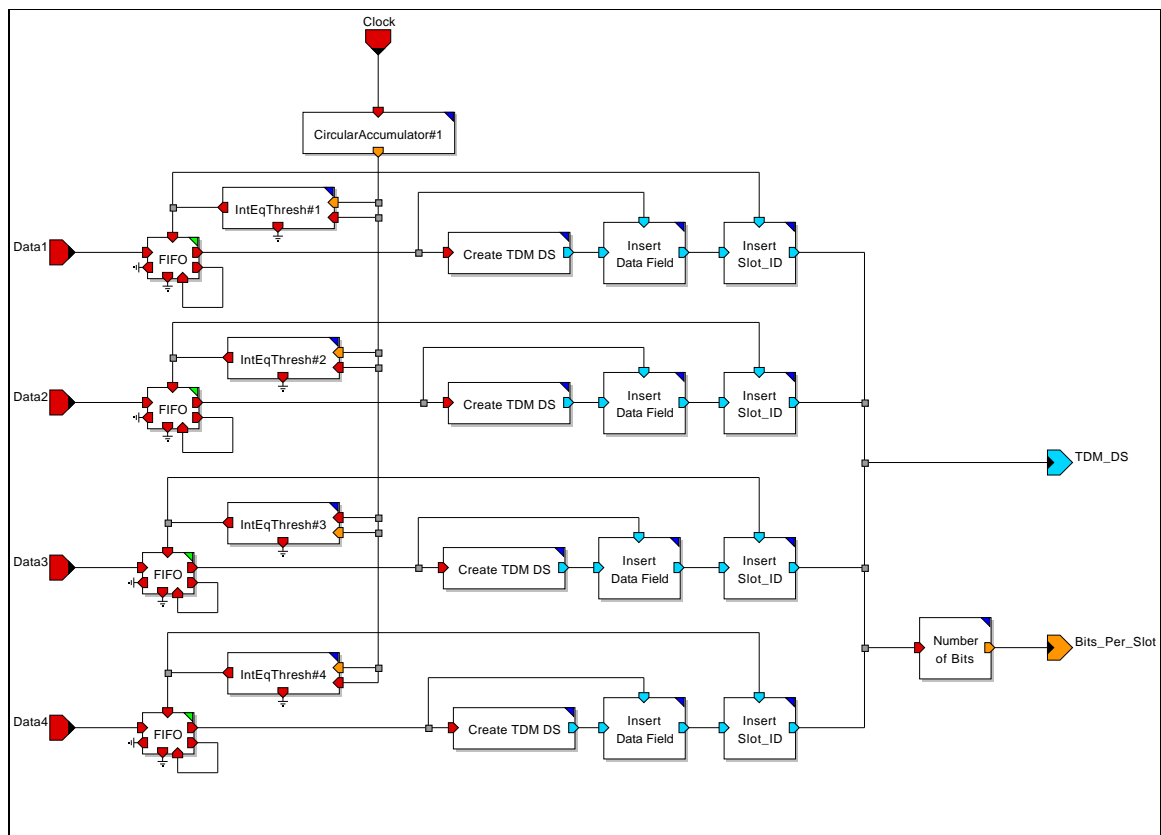 Clock
CircularAccumulator#1
IntEqThresh#1
Data1
FIFO
Create TDM DS
Insert
Data Field
Insert
Slot_ID
IntEqThresh#2
Data2
FIFO
Create TDM DS
Insert
Data Field
Insert
Slot_ID
TDM_DS
IntEqThresh#3
Data3
FIFO
Create TDM DS
Insert
Data Field
Insert
Slot_ID
Number
of Bits
Bits_Per_Slot
IntEqThresh#4
Data4
FIFO
Create TDM DS
Insert
Data Field
Insert
Slot_ID